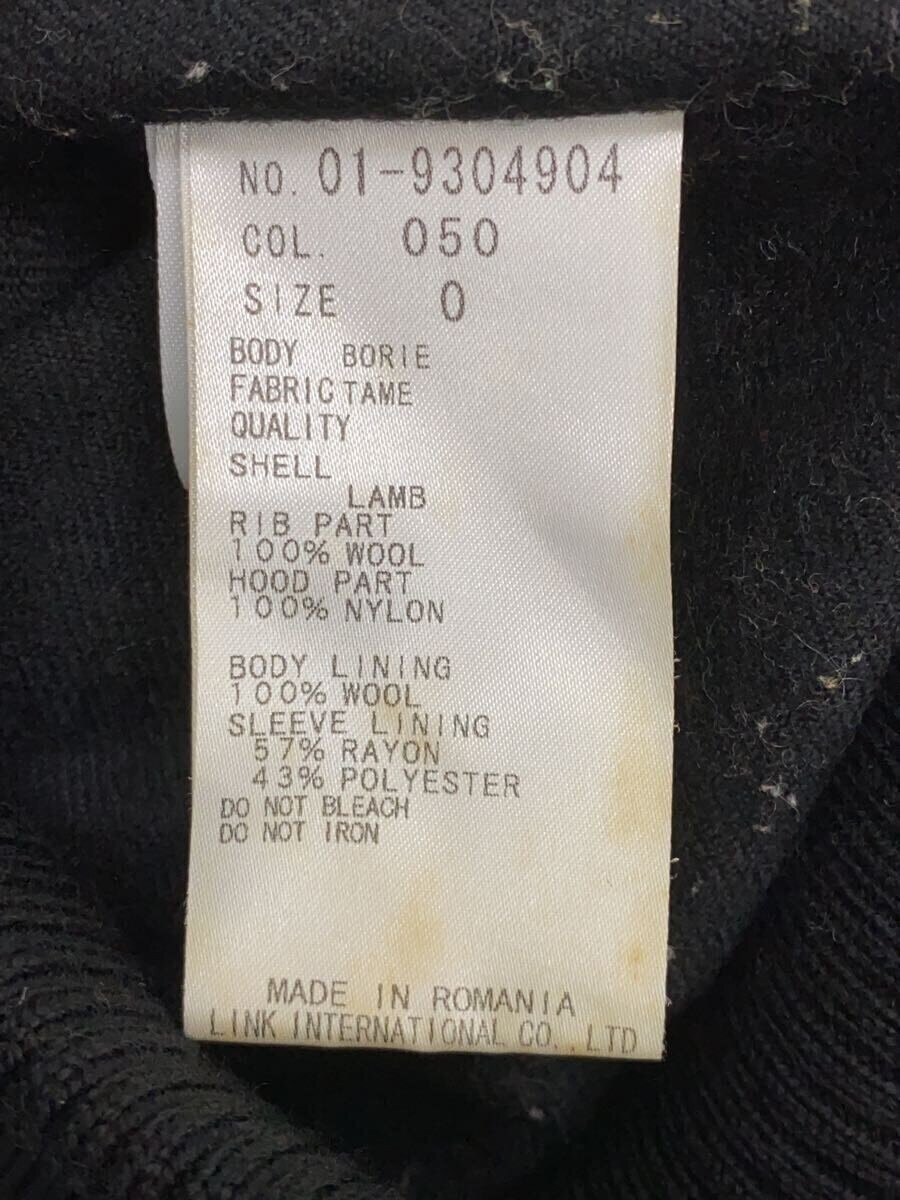 NO. 01-9304904
COL. 050
SIZE 0
BODY BORIE
FABRIC TAME
QUALITY
SHELL
LAMB
RIB PART
100% WOOL
HOOD PART
100% NYLON
BODY LINING
100% WOOL
SLEEVE LINING
57% RAYON
43% POLYESTER
DO NOT BLEACH
DO NOT IRON
MADE IN ROMANIA
LINK INTERNATIONAL CO.,LTD